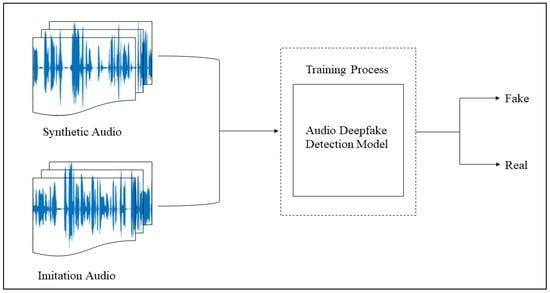 Synthetic Audio
Imitation Audio
Training Process
Audio Deepfake
Detection Model
Fake
Real